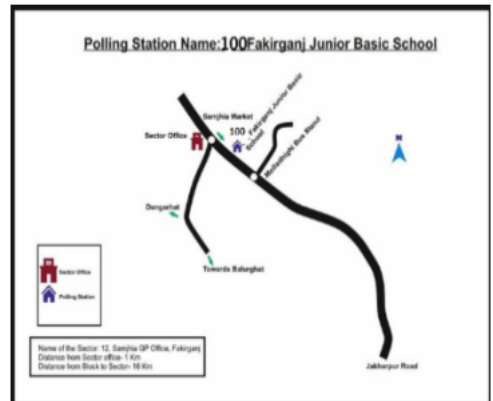 Polling Station Name:100Fakirganj Junior Basic School
Samjhia Market
Sector Office
100
Fakirganj Junior Basic
School
Madladighi Bus Stand
N
Dangarhat
Towards Balurghat
Sector Office
Polling Station
Name of the Sector: 12, Samjhia GP Office, Fakirganj
Distance from Sector office- 1 Km
Distance from Block to Sector- 16 Km
Jakharpur Road